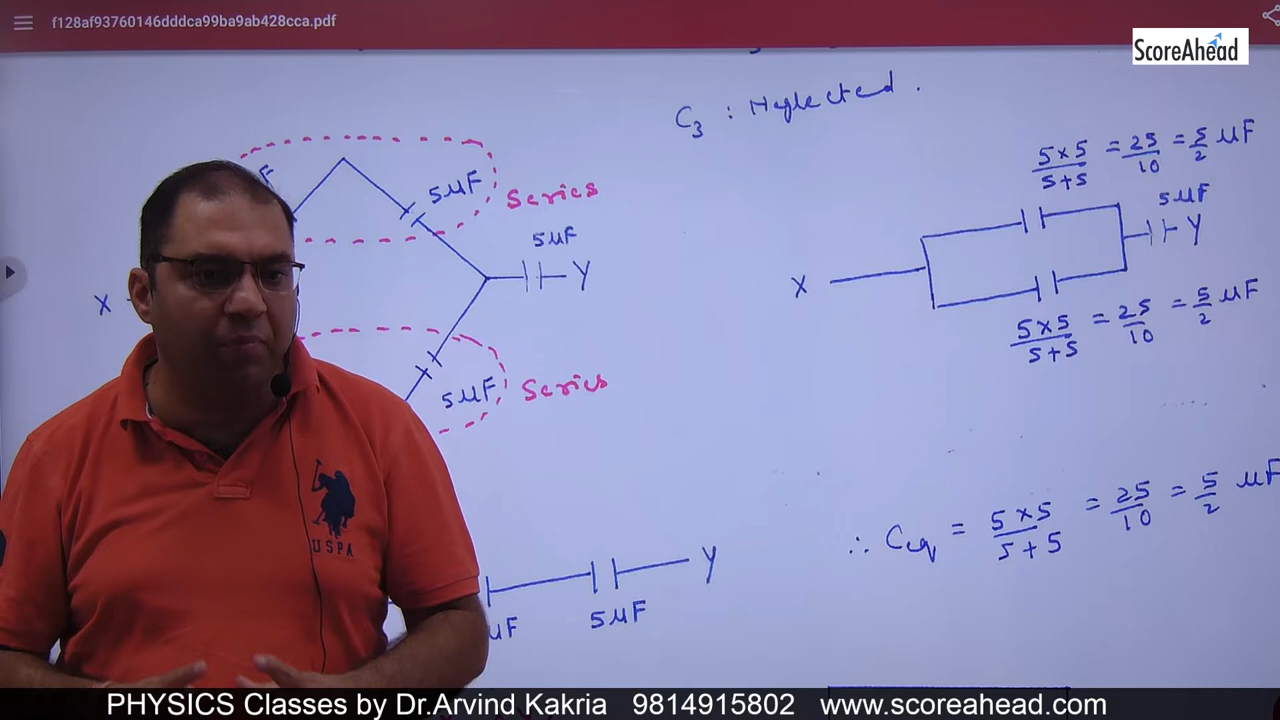 f128af93760146dddca99ba9ab428cca.pdf
ScoreAhead
C3 : Neglected.
F
5μF
Series
5μF
X
Y
5μF
Series
5×5/5+5 = 25/10 = 5/2 μF
5μF
X
Y
5×5/5+5 = 25/10 = 5/2 μF
∴ Ceq = 5×5/5+5 = 25/10 = 5/2 μF
Y
μF
5μF
USPA
PHYSICS Classes by Dr.Arvind Kakria 9814915802 www.scoreahead.com